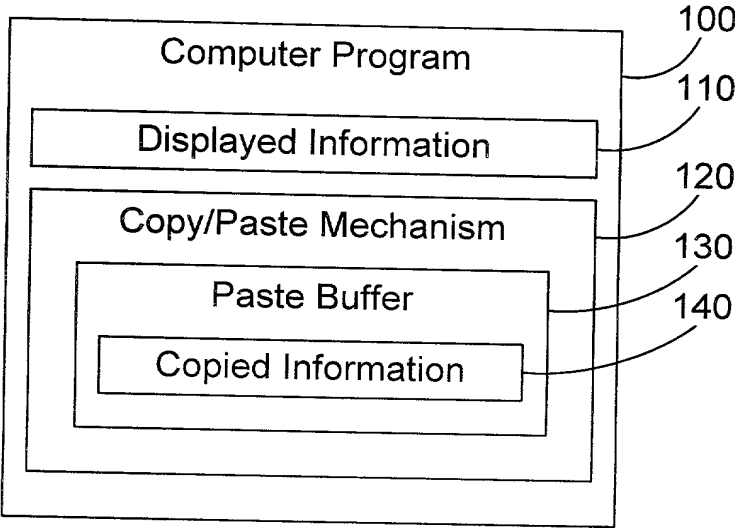 Computer Program
100
Displayed Information
110
Copy/Paste Mechanism
120
Paste Buffer
130
Copied Information
140